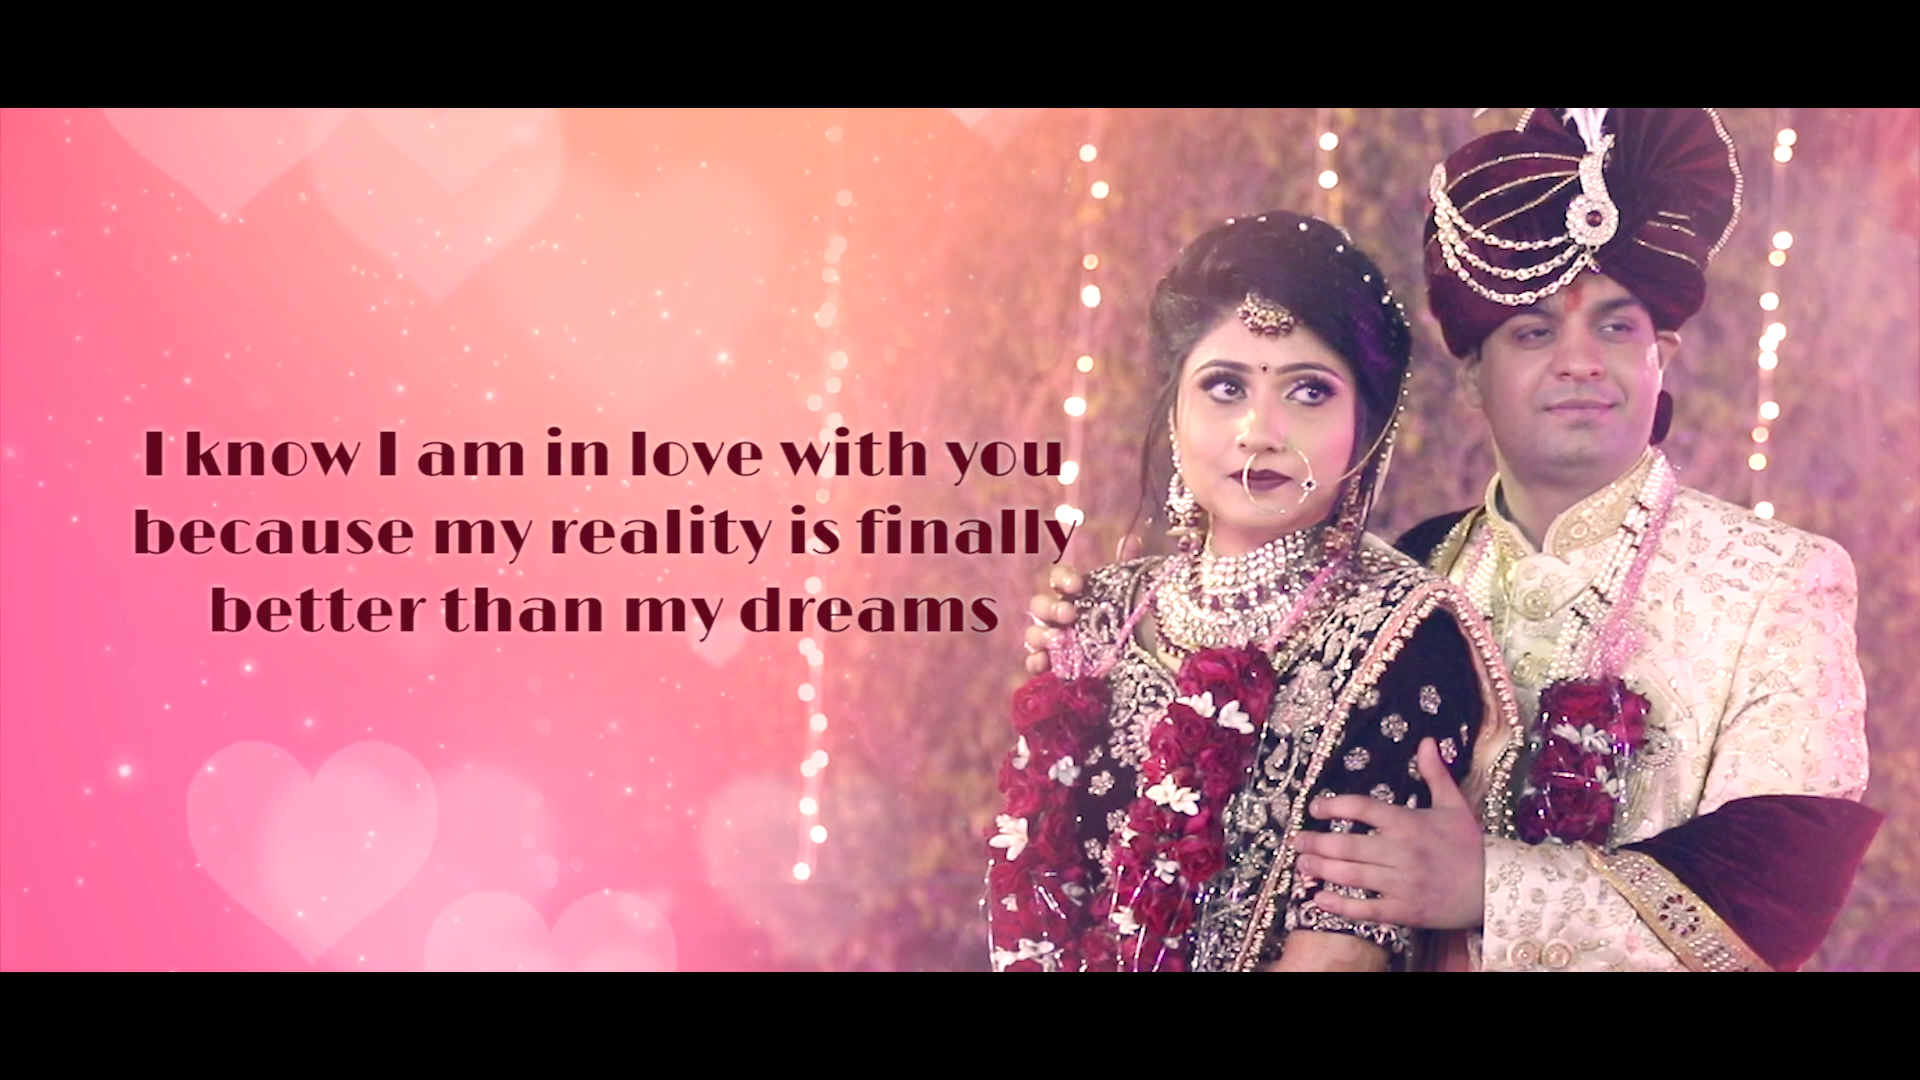 I know I am in love with you
because my reality is finally
better than my dreams